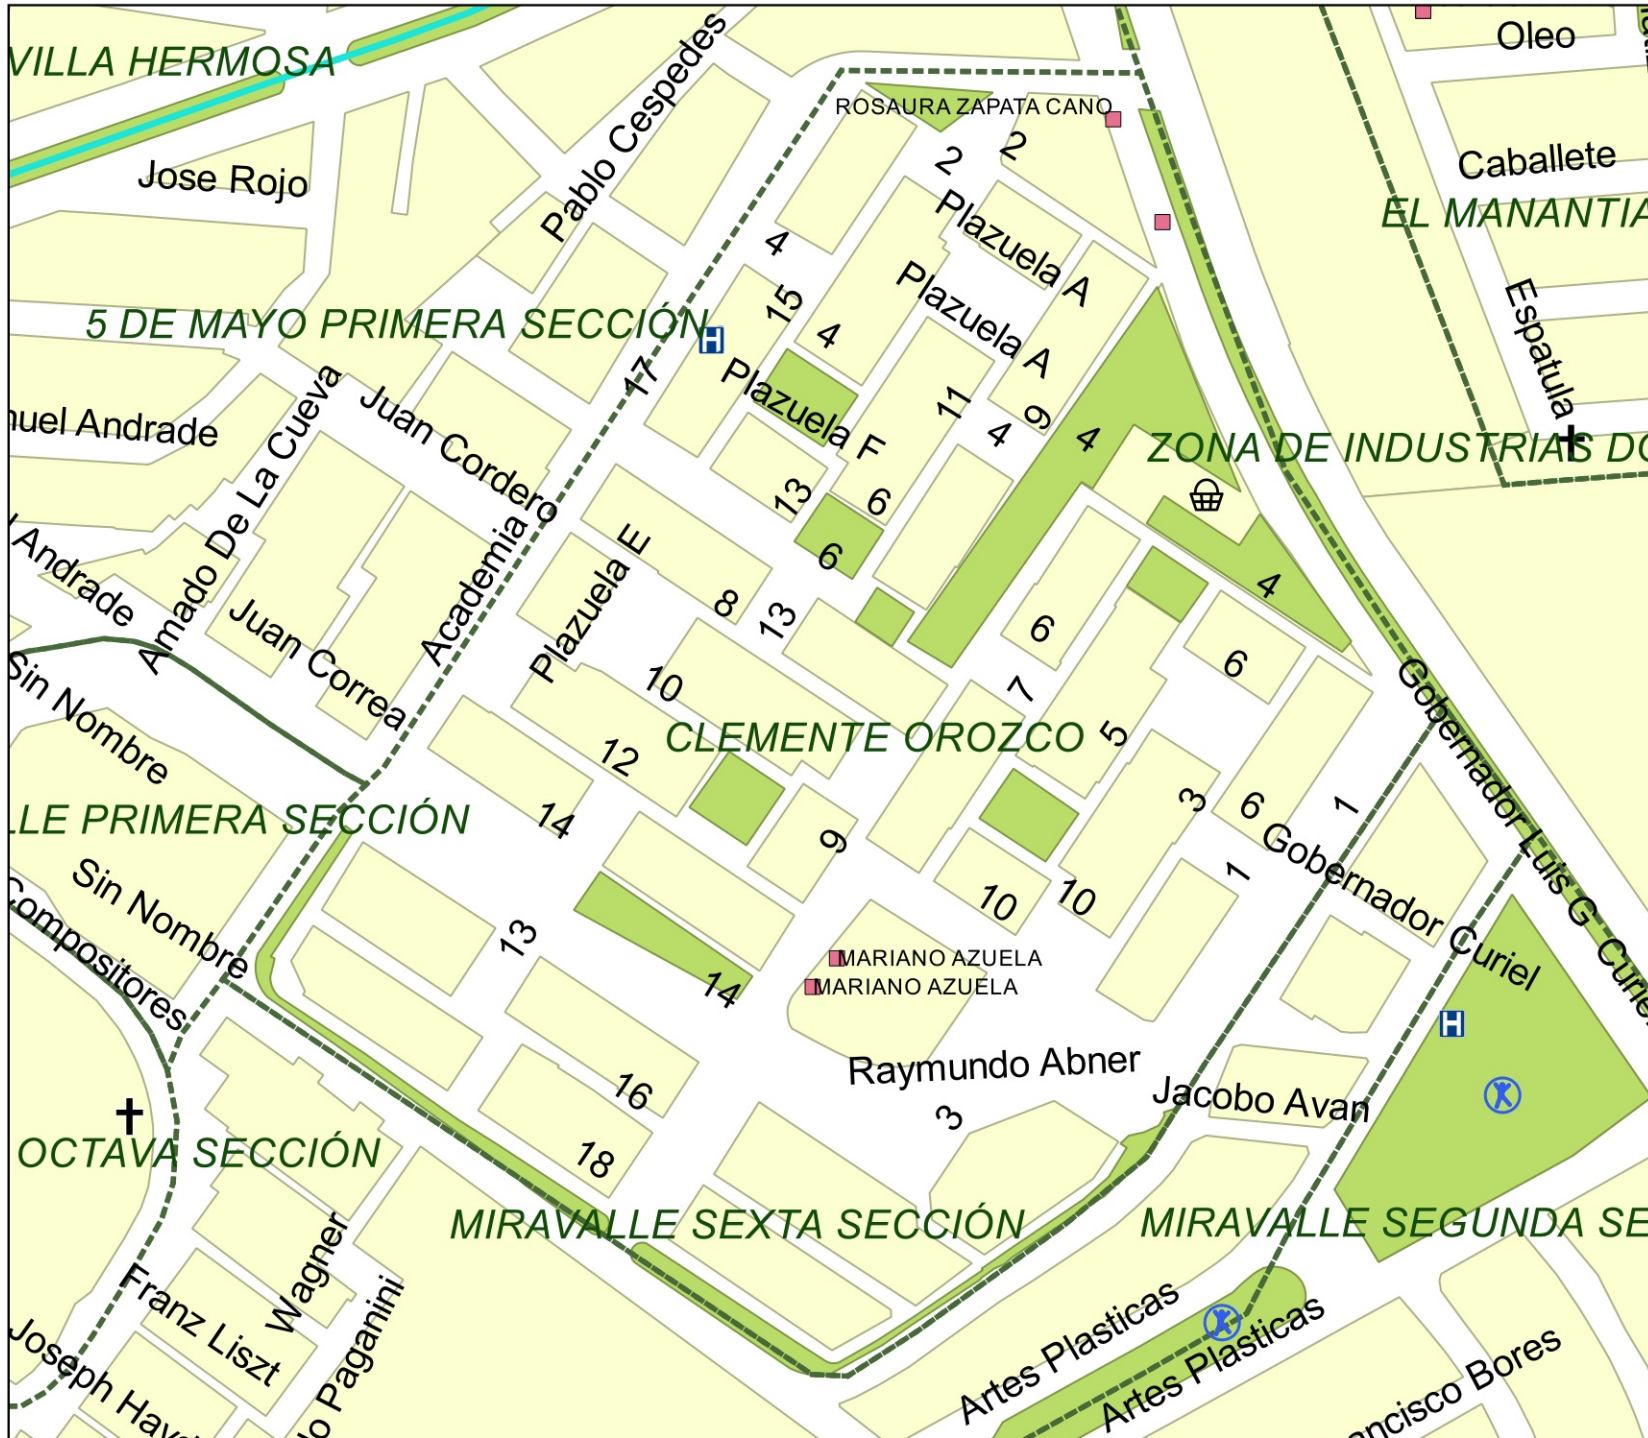 VILLA HERMOSA
Oleo
ROSAURA ZAPATA CANO
2
2
Caballete
Jose Rojo
Pablo Cespedes
Plazuela A
EL MANANTIA
4
Plazuela A
15
4
5 DE MAYO PRIMERA SECCIÓN
H
Espatula
17
Plazuela F
11
9
4
4
Juan Cordero
nuel Andrade
Amado De La Cueva
ZONA DE INDUSTRIAS DO
13
6
6
Plazuela E
4
Academia
Andrade
8
13
6
6
Juan Correa
Sin Nombre
10
7
Gobernador Luis G Curiel
CLEMENTE OROZCO
5
12
3
6
1
14
LLE PRIMERA SECCIÓN
9
Gobernador Curiel
1
Sin Nombre
10
10
Compositores
13
MARIANO AZUELA
MARIANO AZUELA
14
H
Raymundo Abner
16
3
Jacobo Avan
OCTAVA SECCIÓN
18
MIRAVALLE SEXTA SECCIÓN
MIRAVALLE SEGUNDA SE
Wagner
Franz Liszt
Artes Plasticas
Artes Plasticas
Joseph Hayd
o Paganini
ancisco Bores